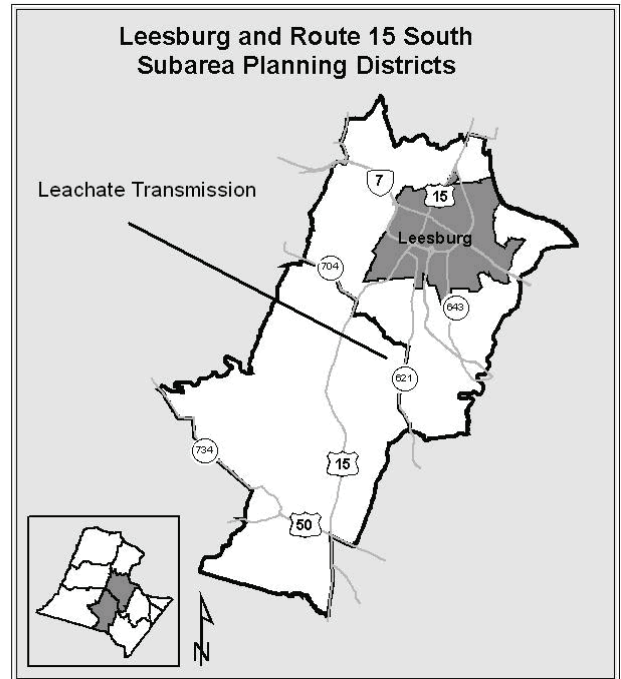 Leesburg and Route 15 South
Subarea Planning Districts
Leachate Transmission
7
15
Leesburg
704
643
621
734
15
50
N